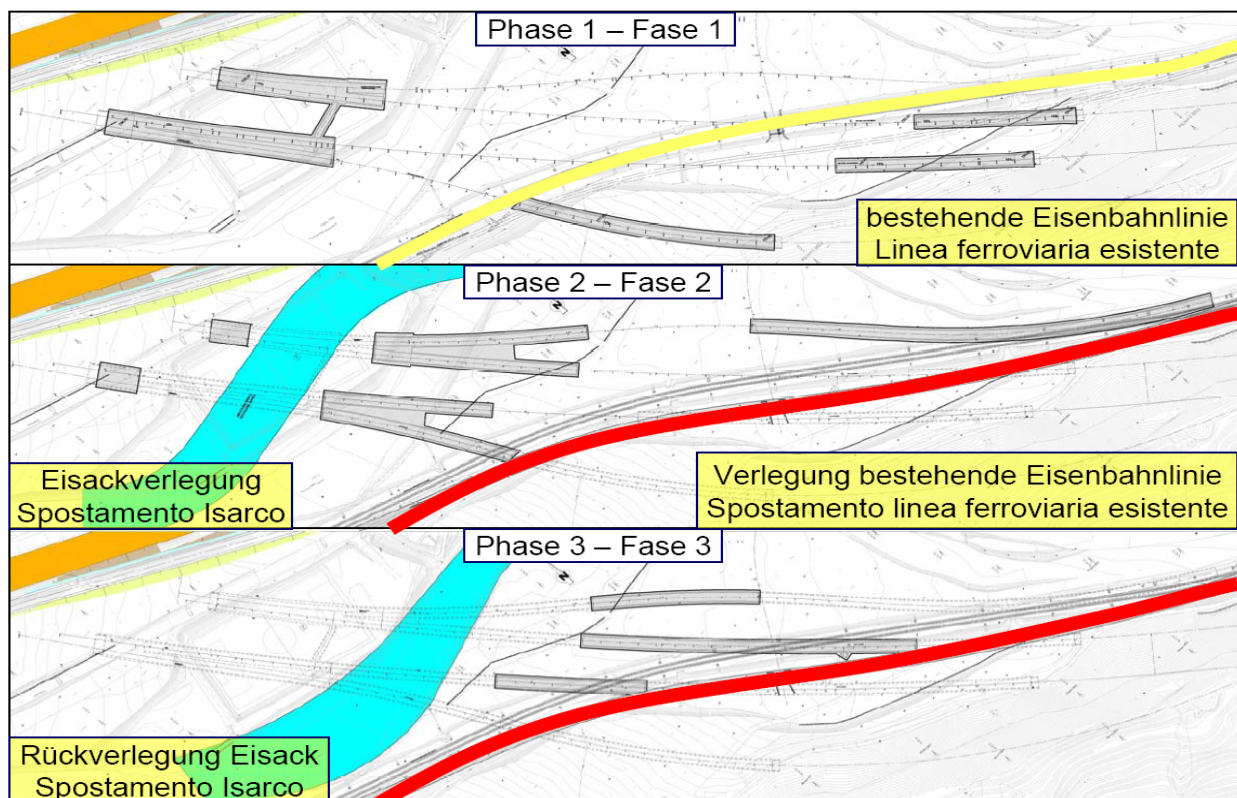 Phase 1 – Fase 1
bestehende Eisenbahnlinie
Linea ferroviaria esistente
Phase 2 – Fase 2
Eisackverlegung
Spostamento Isarco
Verlegung bestehende Eisenbahnlinie
Spostamento linea ferroviaria esistente
Phase 3 – Fase 3
Rückverlegung Eisack
Spostamento Isarco